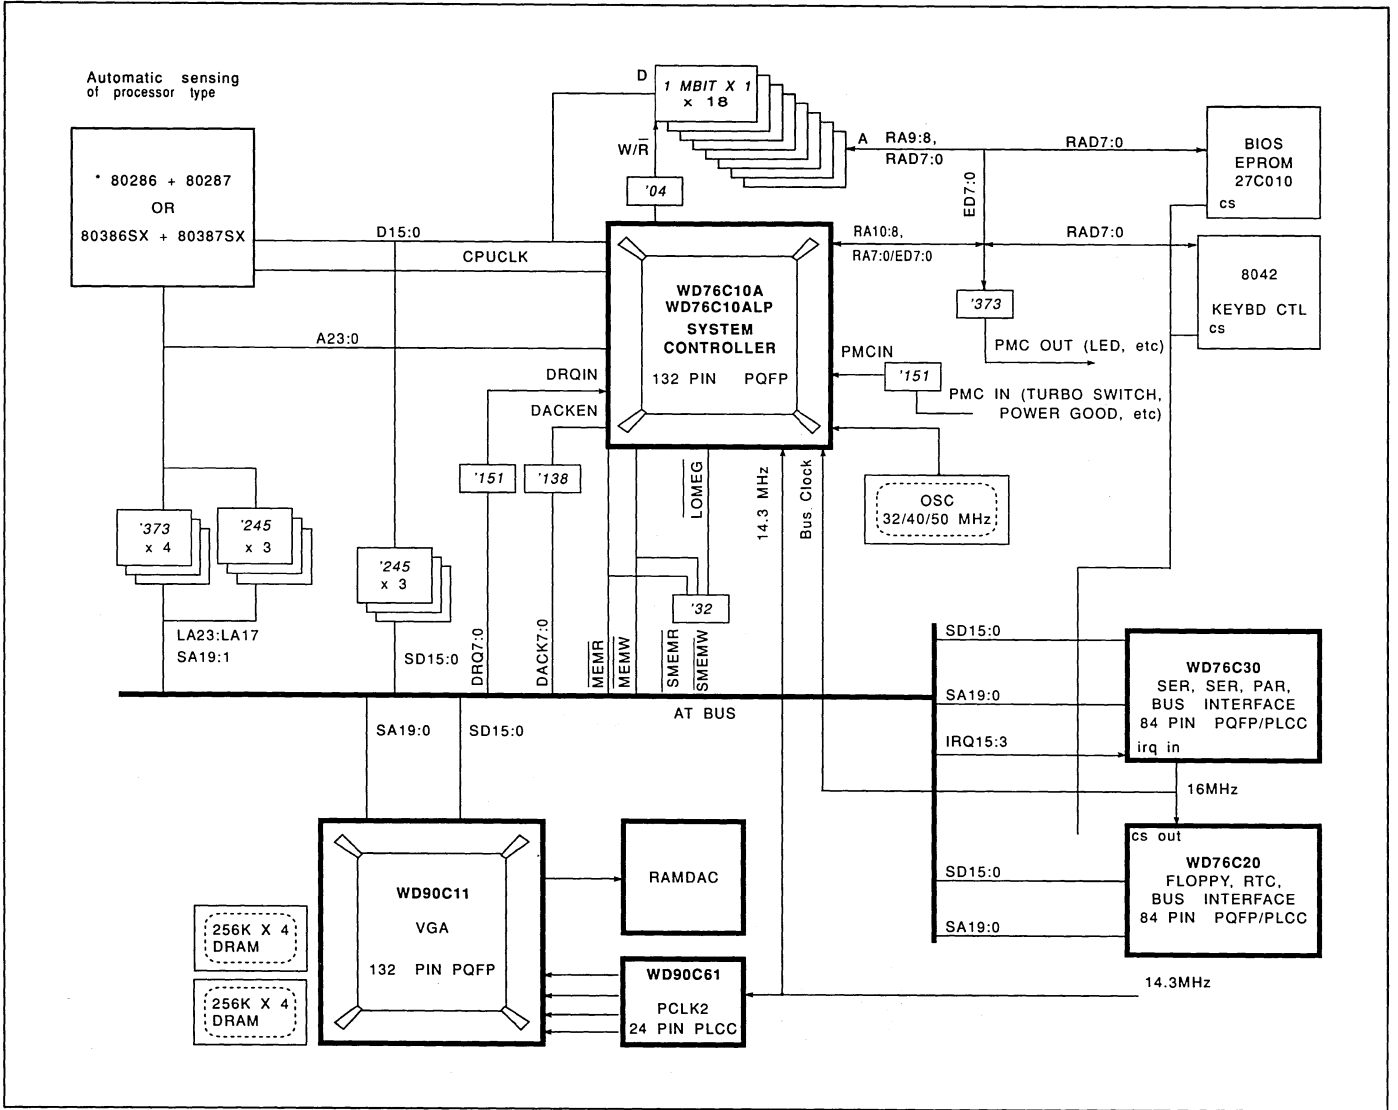 Automatic sensing
of processor type
* 80286 + 80287
OR
80386SX + 80387SX
D
1 MBIT X 1
x 18
W/R̅
'04
A
RA9:8,
RAD7:0
RAD7:0
BIOS
EPROM
27C010
cs
ED7:0
D15:0
CPUCLK
RA10:8,
RA7:0/ED7:0
RAD7:0
8042
KEYBD CTL
cs
WD76C10A
WD76C10ALP
SYSTEM
CONTROLLER
132 PIN PQFP
'373
PMC OUT (LED, etc)
A23:0
PMCIN
'151
PMC IN (TURBO SWITCH,
POWER GOOD, etc)
DRQIN
DACKEN
'151
'138
LOMEG
14.3 MHz
Bus Clock
OSC
32/40/50 MHz
'373
x 4
'245
x 3
'245
x 3
'32
LA23:LA17
SA19:1
SD15:0
DRQ7:0
DACK7:0
MEMR
MEMW
SMEMR
SMEMW
AT BUS
SD15:0
SA19:0
IRQ15:3
WD76C30
SER, SER, PAR,
BUS INTERFACE
84 PIN PQFP/PLCC
irq in
SA19:0
SD15:0
16MHz
cs out
WD76C20
FLOPPY, RTC,
BUS INTERFACE
84 PIN PQFP/PLCC
SD15:0
SA19:0
WD90C11
VGA
132 PIN PQFP
RAMDAC
256K X 4
DRAM
256K X 4
DRAM
WD90C61
PCLK2
24 PIN PLCC
14.3MHz